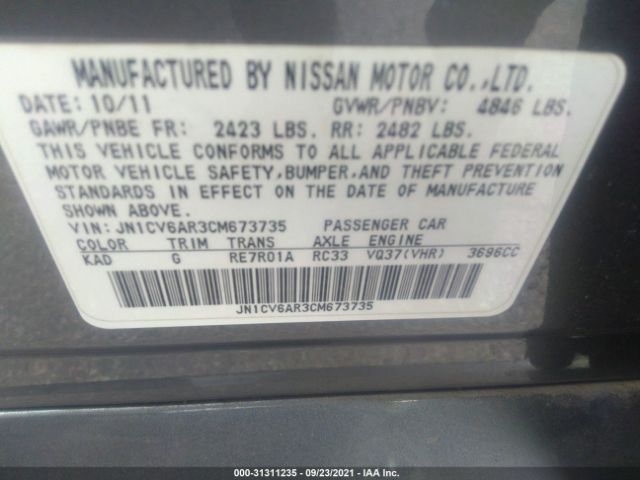 MANUFACTURED BY NISSAN MOTOR CO.,LTD.
DATE: 10/11 GVWR/PNBV: 4846 LBS.
GAWR/PNBE FR: 2423 LBS. RR: 2482 LBS.
THIS VEHICLE CONFORMS TO ALL APPLICABLE FEDERAL
MOTOR VEHICLE SAFETY,BUMPER,AND THEFT PREVENTION
STANDARDS IN EFFECT ON THE DATE OF MANUFACTURE
SHOWN ABOVE.
VIN: JN1CV6AR3CM673735 PASSENGER CAR
COLOR TRIM TRANS AXLE ENGINE
KAD G RE7R01A RC33 VQ37(VHR) 3696CC
JN1CV6AR3CM673735
00-31311235 - 09/23/2021 - IAA Inc.